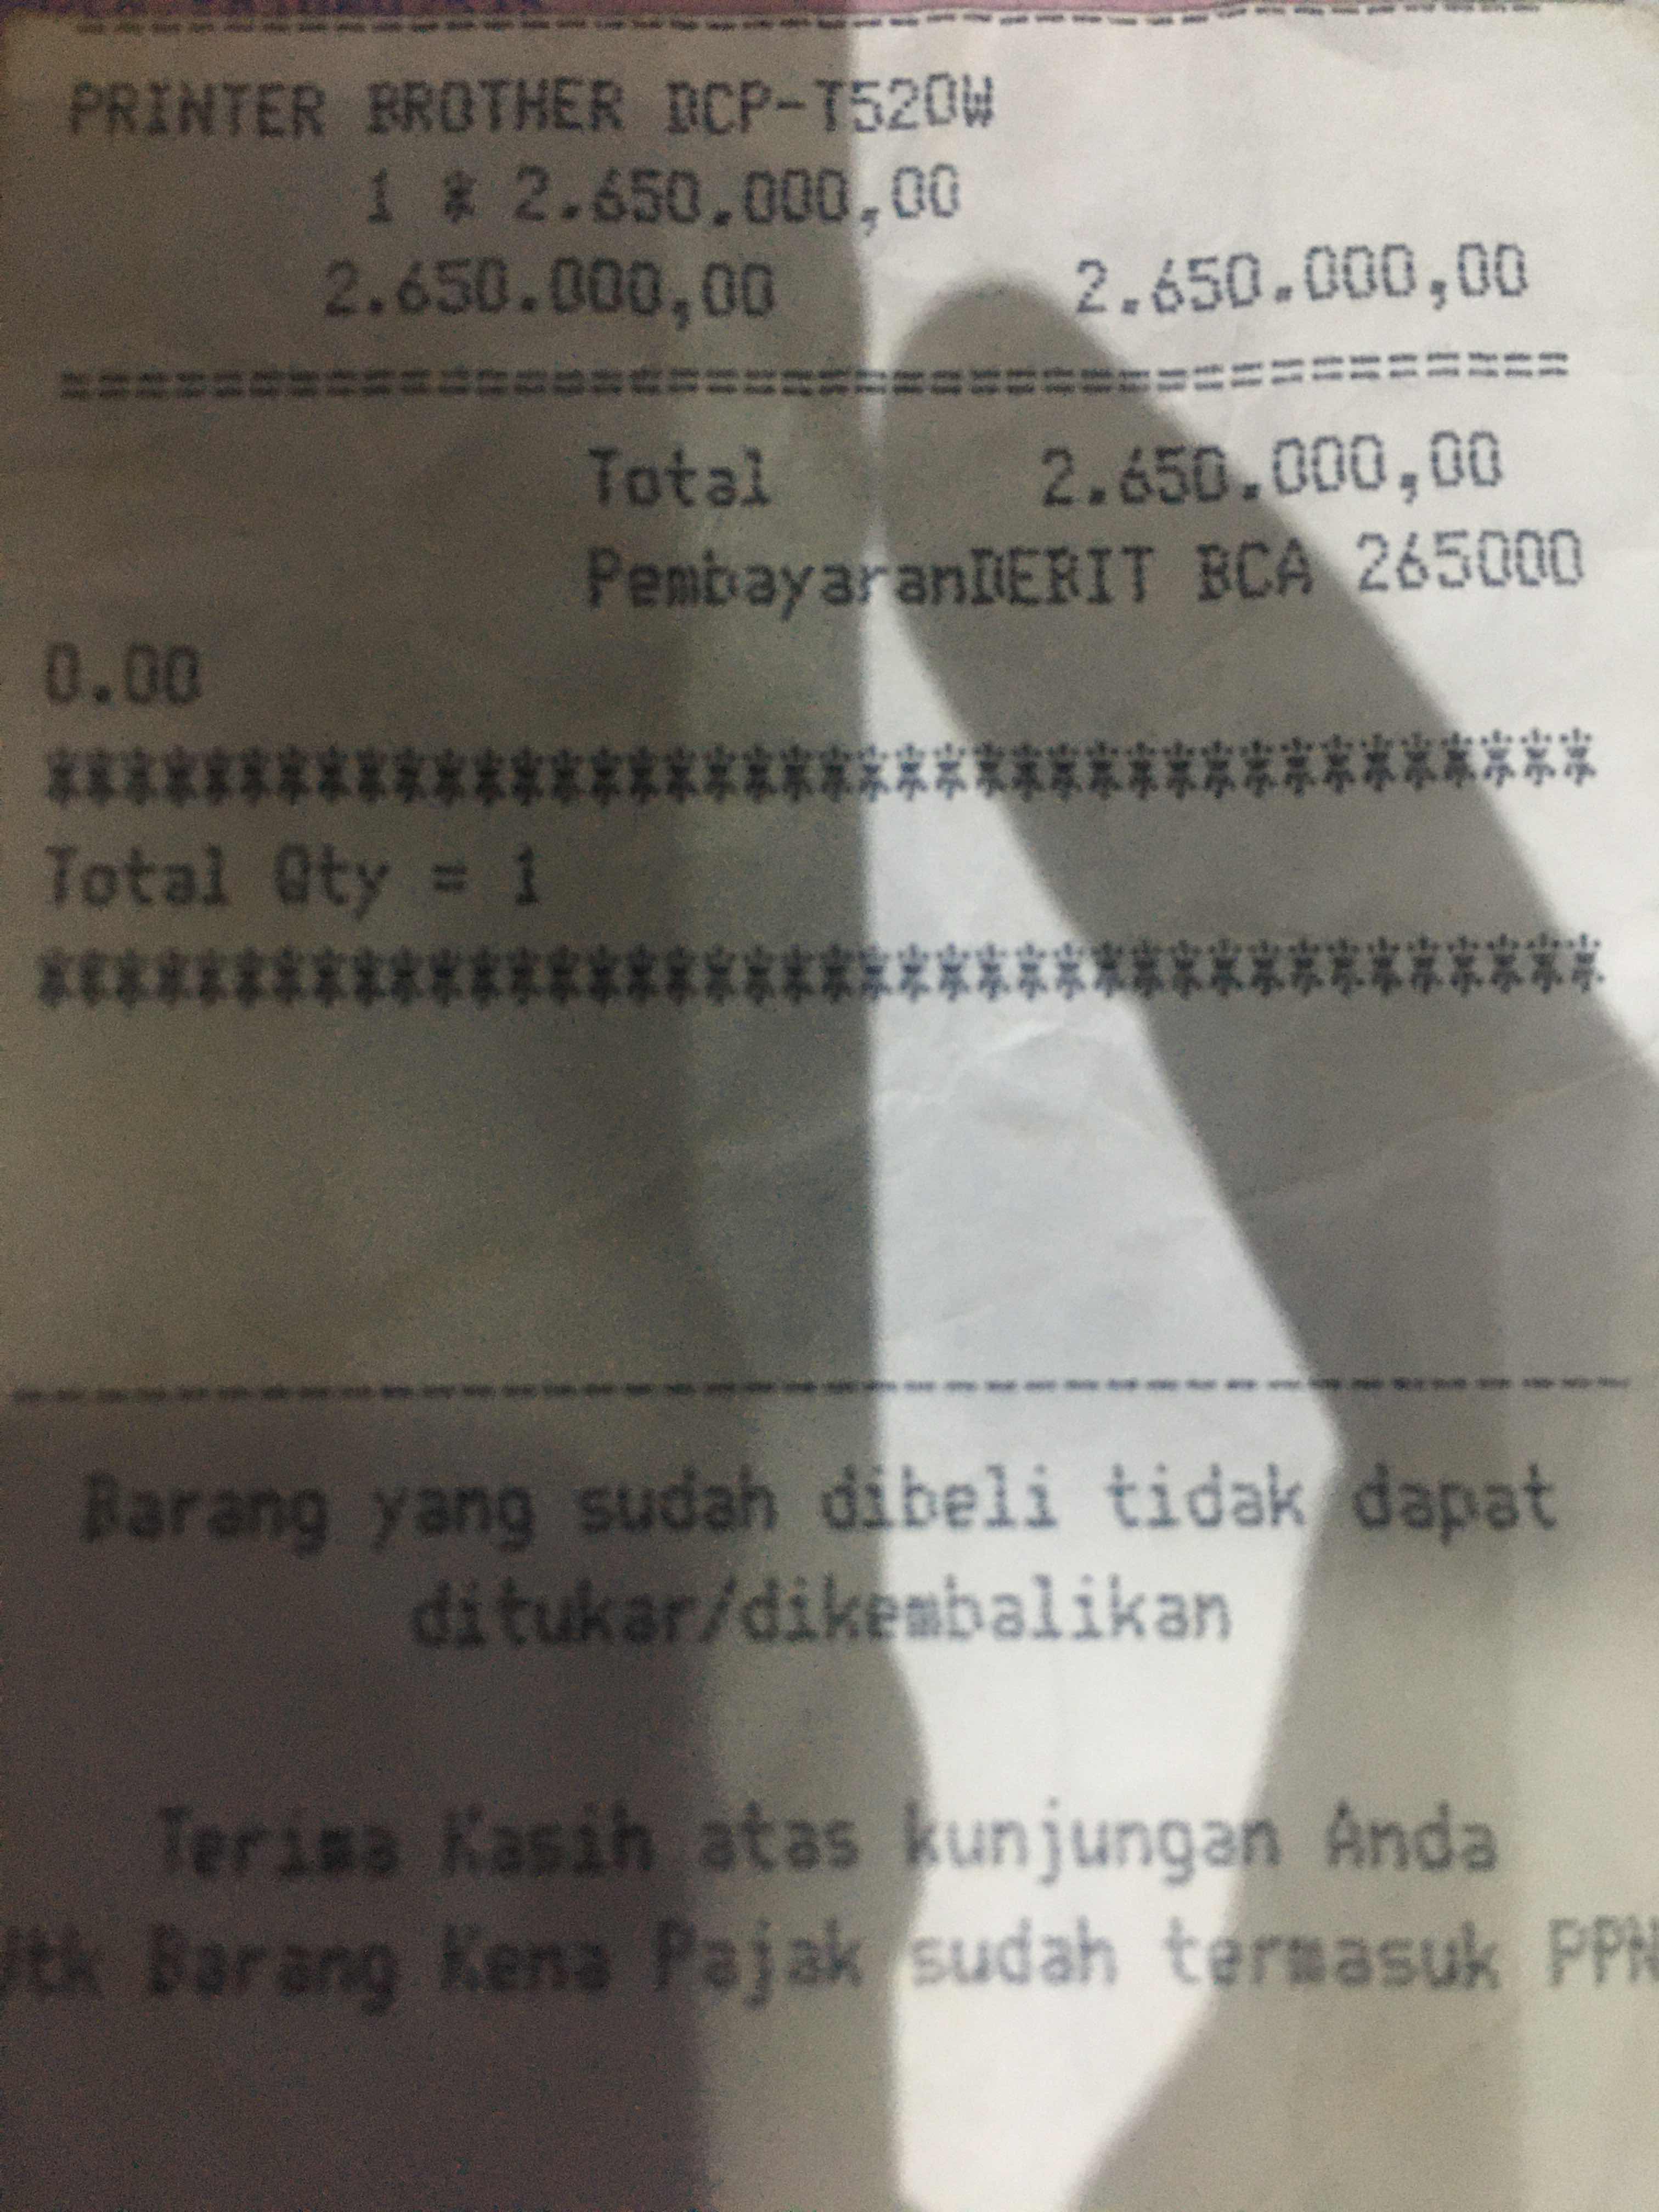 --------------------------------------
PRINTER BROTHER DCP-T520W
1 * 2.650.000,00
2.650.000,00 2.650.000,00
========================================
Total 2.650.000,00
PembayaranDEBIT BCA 265000
0.00
****************************************
Total Qty = 1
****************************************
----------------------------------------
Barang yang sudah dibeli tidak dapat
ditukar/dikembalikan
Terima Kasih atas kunjungan Anda
Utk Barang Kena Pajak sudah termasuk PPN